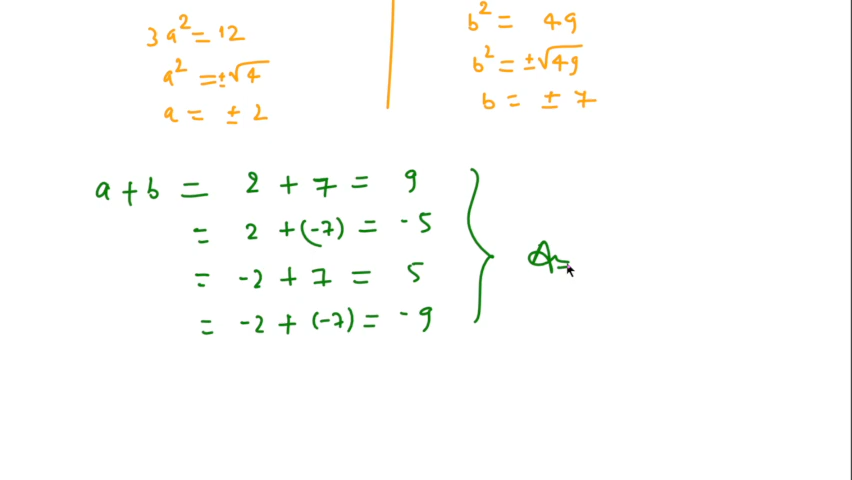 3a² = 12
a² = ±√4
a = ± 2
b² = 49
b² = ±√49
b = ± 7
a + b = 2 + 7 = 9
= 2 + (-7) = -5
= -2 + 7 = 5
= -2 + (-7) = -9